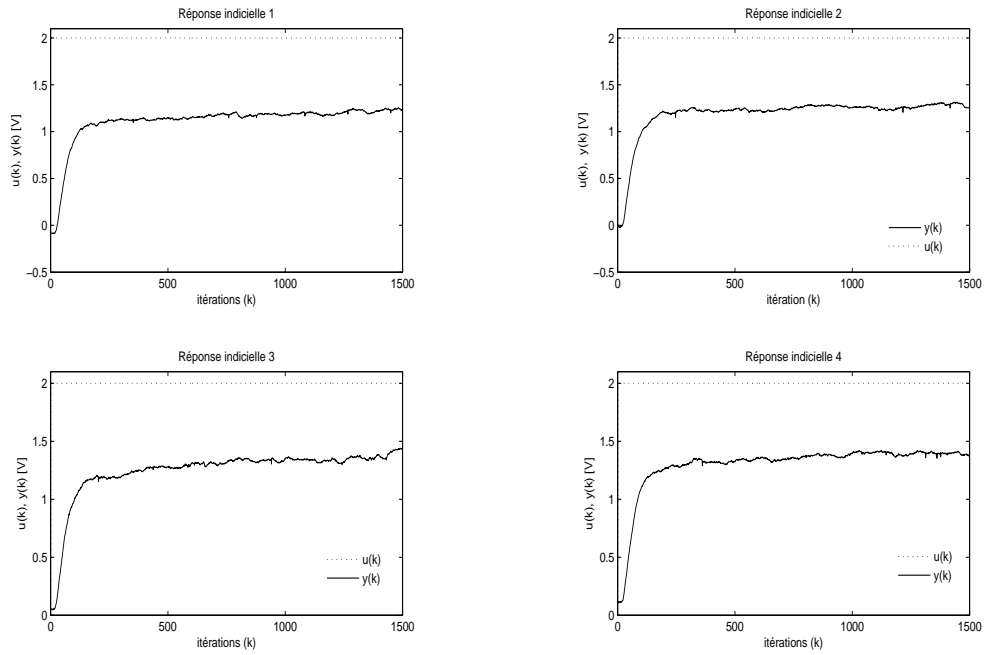 Réponse indicielle 1
2
1.5
1
0.5
0
−0.5
u(k), y(k) [V]
0
500
1000
1500
itérations (k)
Réponse indicielle 2
2
1.5
1
0.5
0
−0.5
u(k), y(k) [V]
y(k)
u(k)
0
500
1000
1500
itération (k)
Réponse indicielle 3
2
1.5
1
0.5
0
u(k), y(k) [V]
u(k)
y(k)
0
500
1000
1500
itérations (k)
Réponse indicielle 4
2
1.5
1
0.5
0
u(k), y(k) [V]
u(k)
y(k)
0
500
1000
1500
itérations (k)